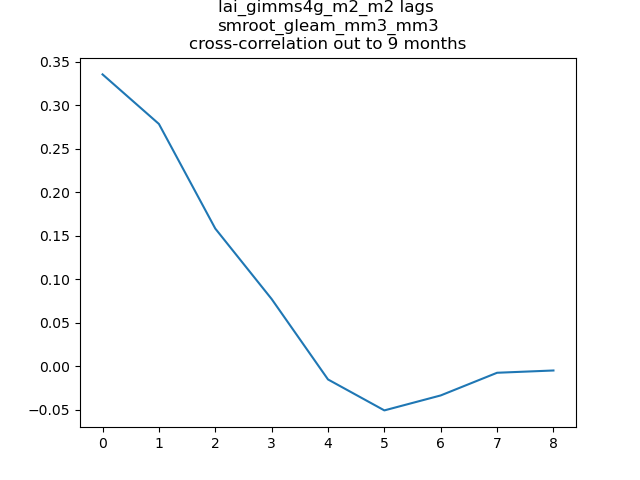 lai_gimms4g_m2_m2 lags
smroot_gleam_mm3_mm3
cross-correlation out to 9 months
0.35
0.30
0.25
0.20
0.15
0.10
0.05
0.00
−0.05
0 1 2 3 4 5 6 7 8